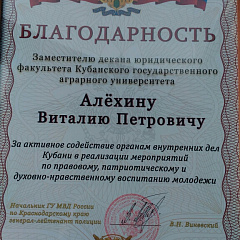 БЛАГОДАРНОСТЬ
Заместителю декана юридического
факультета Кубанского государственного
аграрного университета
Алёхину
Виталию Петровичу
За активное содействие органам внутренних дел
Кубани в реализации мероприятий
по правовому, патриотическому и
духовно-нравственному воспитанию молодежи
Начальник ГУ МВД России
по Краснодарскому краю
генерал-лейтенант полиции
В.Н. Виневский